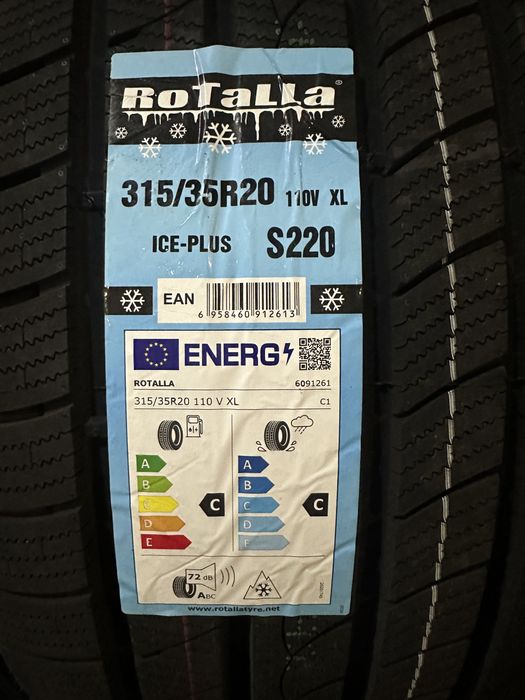 RoTaLLa®
315/35R20 110V XL
ICE-PLUS S220
EAN
6 958460 912613
ENERG
ROTALLA 6091261
315/35R20 110 V XL C1
A A
B B
C C C C
D D
E E
72 dB
ABC
www.rotallatyre.net